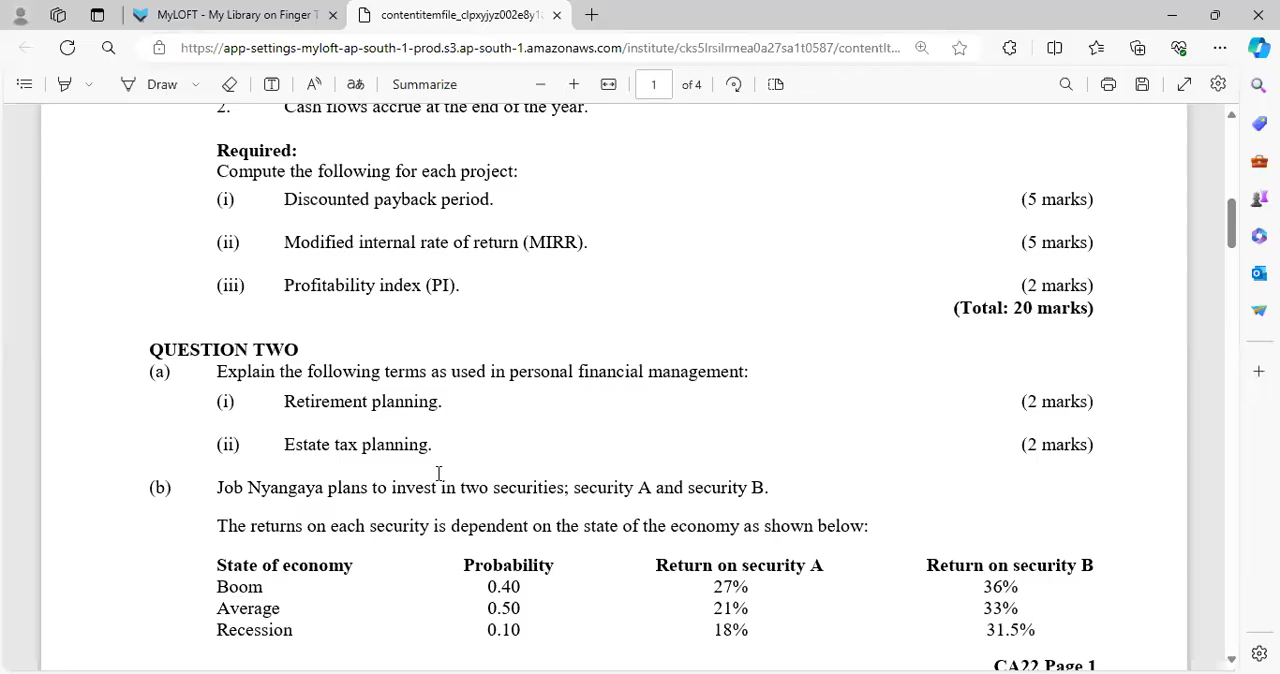 MyLOFT - My Library on Finger T
contentitemfile_clpxyjyz002e8y1
https://app-settings-myloft-ap-south-1-prod.s3.ap-south-1.amazonaws.com/institute/cks5lrsilrmea0a27sa1t0587/contentIt...
Draw
Summarize
1
of 4
2. Cash flows accrue at the end of the year.
Required:
Compute the following for each project:
(i) Discounted payback period. (5 marks)
(ii) Modified internal rate of return (MIRR). (5 marks)
(iii) Profitability index (PI). (2 marks)
(Total: 20 marks)
QUESTION TWO
(a) Explain the following terms as used in personal financial management:
(i) Retirement planning. (2 marks)
(ii) Estate tax planning. (2 marks)
(b) Job Nyangaya plans to invest in two securities; security A and security B.
The returns on each security is dependent on the state of the economy as shown below:
State of economy Probability Return on security A Return on security B
Boom 0.40 27% 36%
Average 0.50 21% 33%
Recession 0.10 18% 31.5%
CA22 Page 1